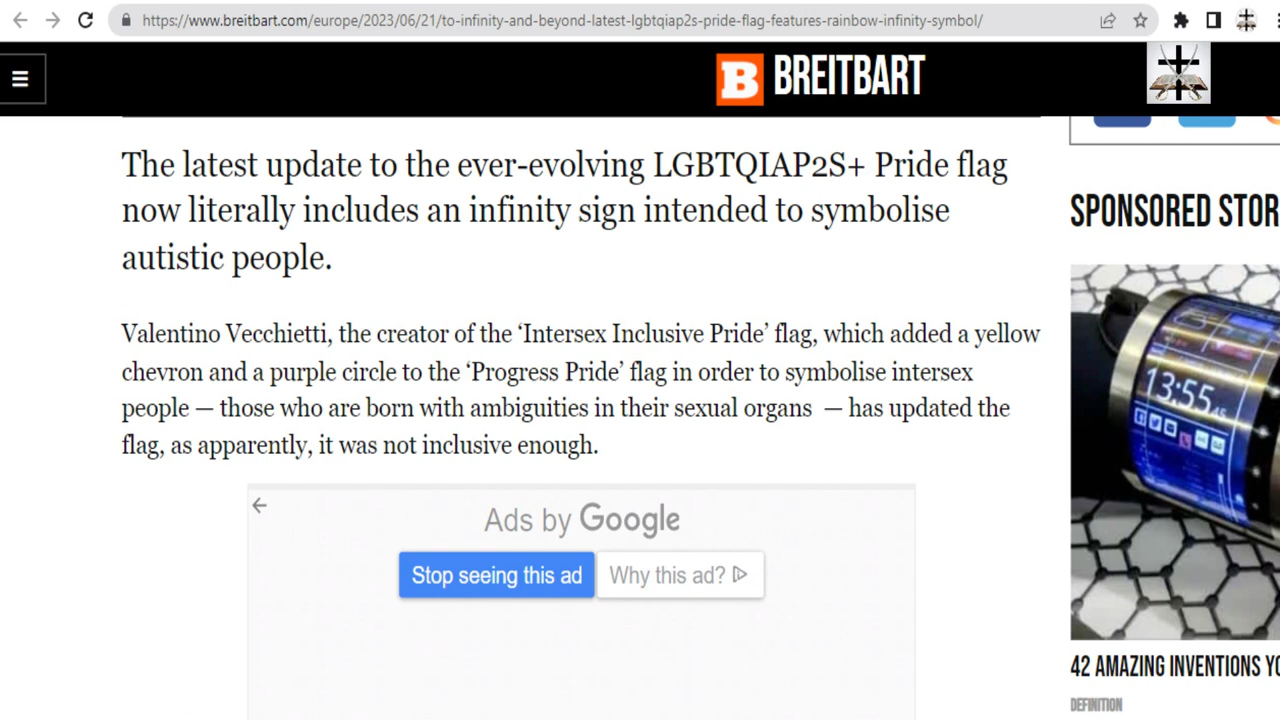 https://www.breitbart.com/europe/2023/06/21/to-infinity-and-beyond-latest-lgbtqiap2s-pride-flag-features-rainbow-infinity-symbol/
B BREITBART
The latest update to the ever-evolving LGBTQIAP2S+ Pride flag
now literally includes an infinity sign intended to symbolise
autistic people.
Valentino Vecchietti, the creator of the ‘Intersex Inclusive Pride’ flag, which added a yellow
chevron and a purple circle to the ‘Progress Pride’ flag in order to symbolise intersex
people — those who are born with ambiguities in their sexual organs — has updated the
flag, as apparently, it was not inclusive enough.
Ads by Google
Stop seeing this ad
Why this ad?
SPONSORED STOR
13:55
42 AMAZING INVENTIONS YO
DEFINITION